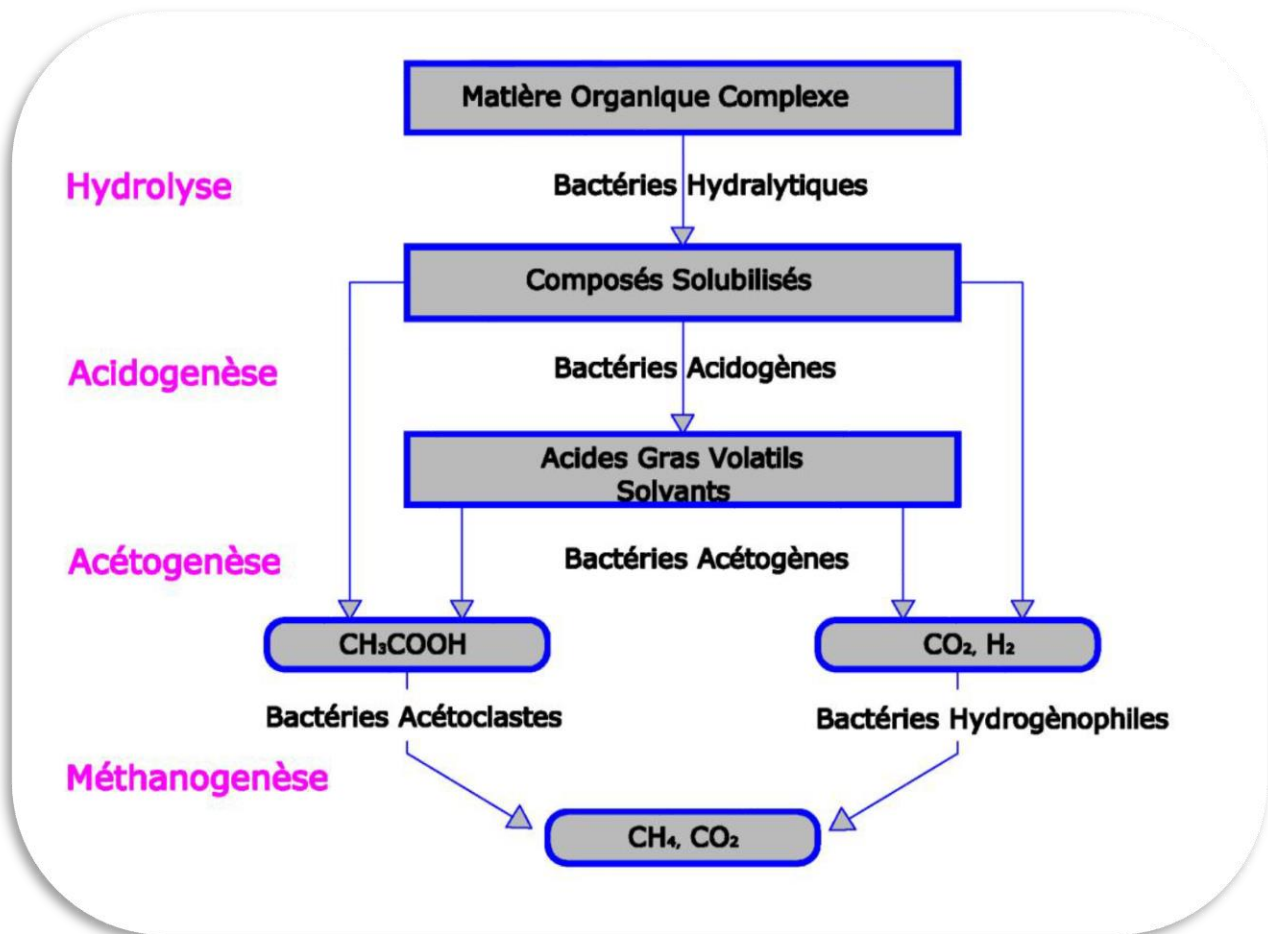 Matière Organique Complexe
Hydrolyse
Bactéries Hydralytiques
Composés Solubilisés
Acidogenèse
Bactéries Acidogènes
Acides Gras Volatils
Solvants
Acétogenèse
Bactéries Acétogènes
CH₃COOH
CO₂, H₂
Bactéries Acétoclastes
Bactéries Hydrogènophiles
Méthanogenèse
CH₄, CO₂